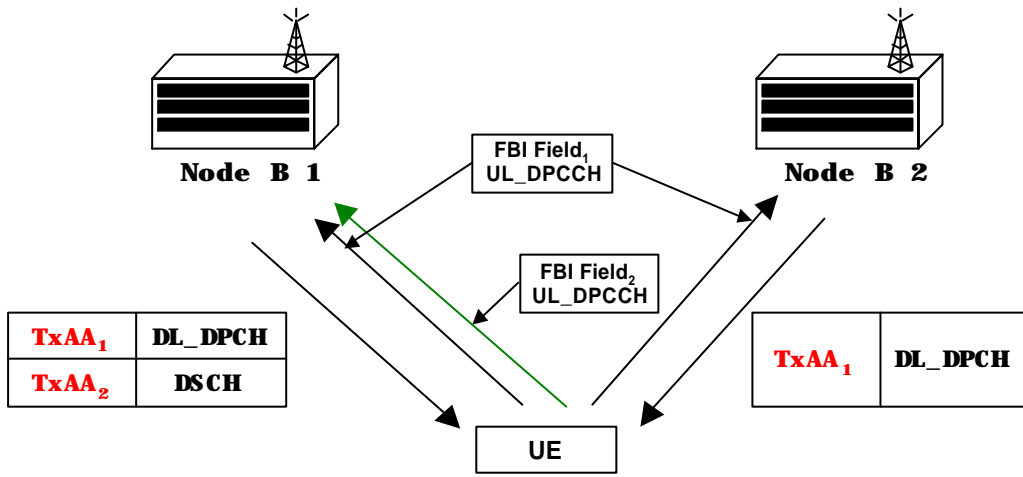 Node B 1
Node B 2
FBI Field₁
UL_DPCCH
FBI Field₂
UL_DPCCH
TxAA₁ DL_DPCH
TxAA₂ DSCH
TxAA₁ DL_DPCH
UE